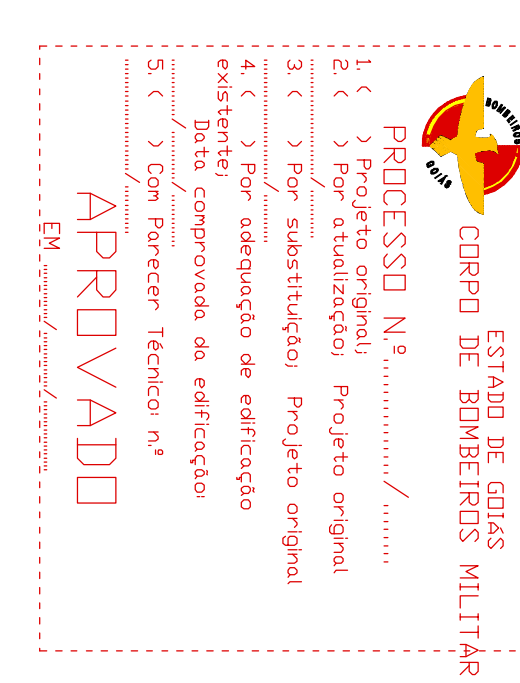 BOMBEIROS
GOIÁS
ESTADO DE GOIÁS
CORPO DE BOMBEIROS MILITAR
PROCESSO N.º ................/ ........
1. ( ) Projeto original;
2. ( ) Por atualização; Projeto original
............../..............
3. ( ) Por substituição; Projeto original
............../..............
4. ( ) Por adequação de edificação
existente;
Data comprovada da edificação:
............../............../..............
5. ( ) Com Parecer Técnico: n.º
............................/..............
APROVADO
EM ............../............../..................